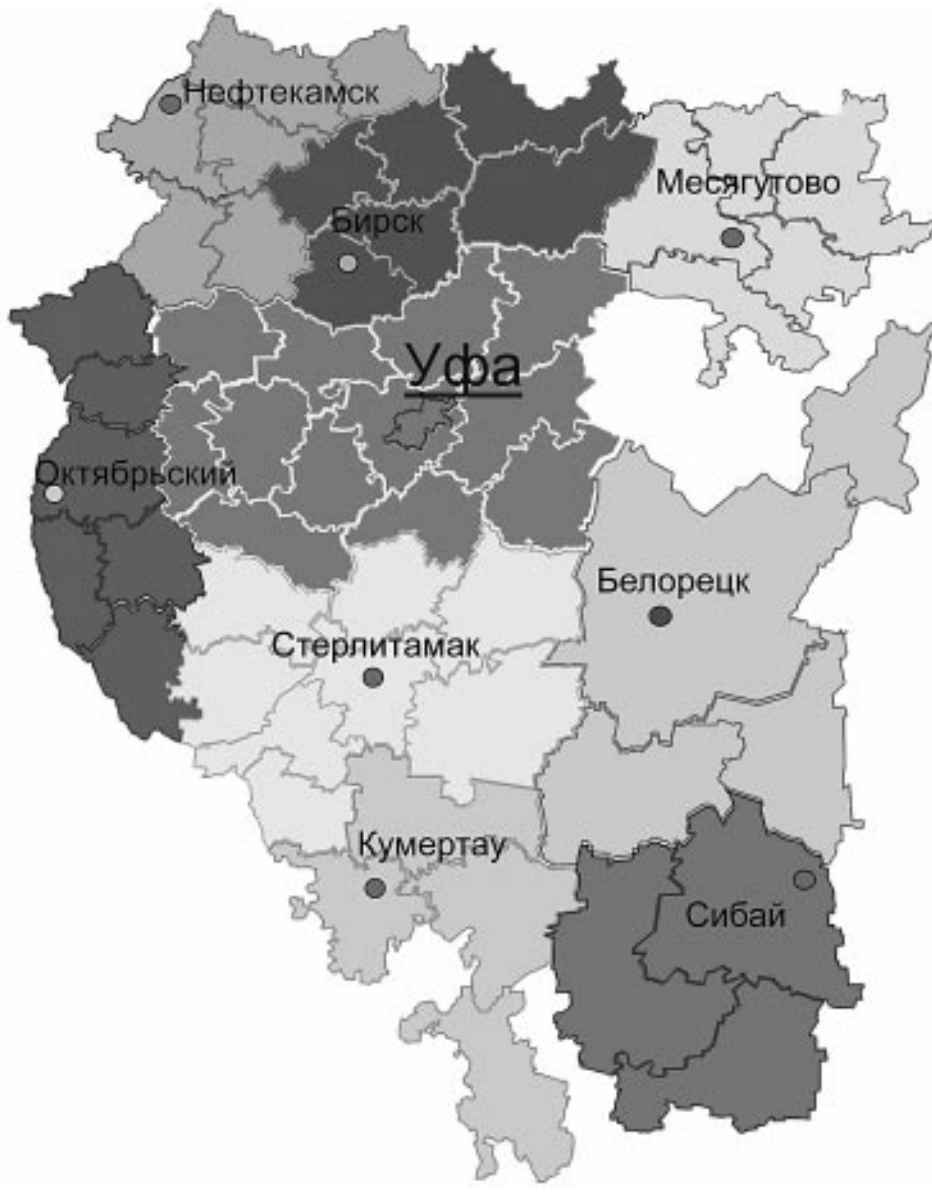 Нефтекамск
Месягутово
Бирск
Уфа
Октябрьский
Белорецк
Стерлитамак
Кумертау
Сибай